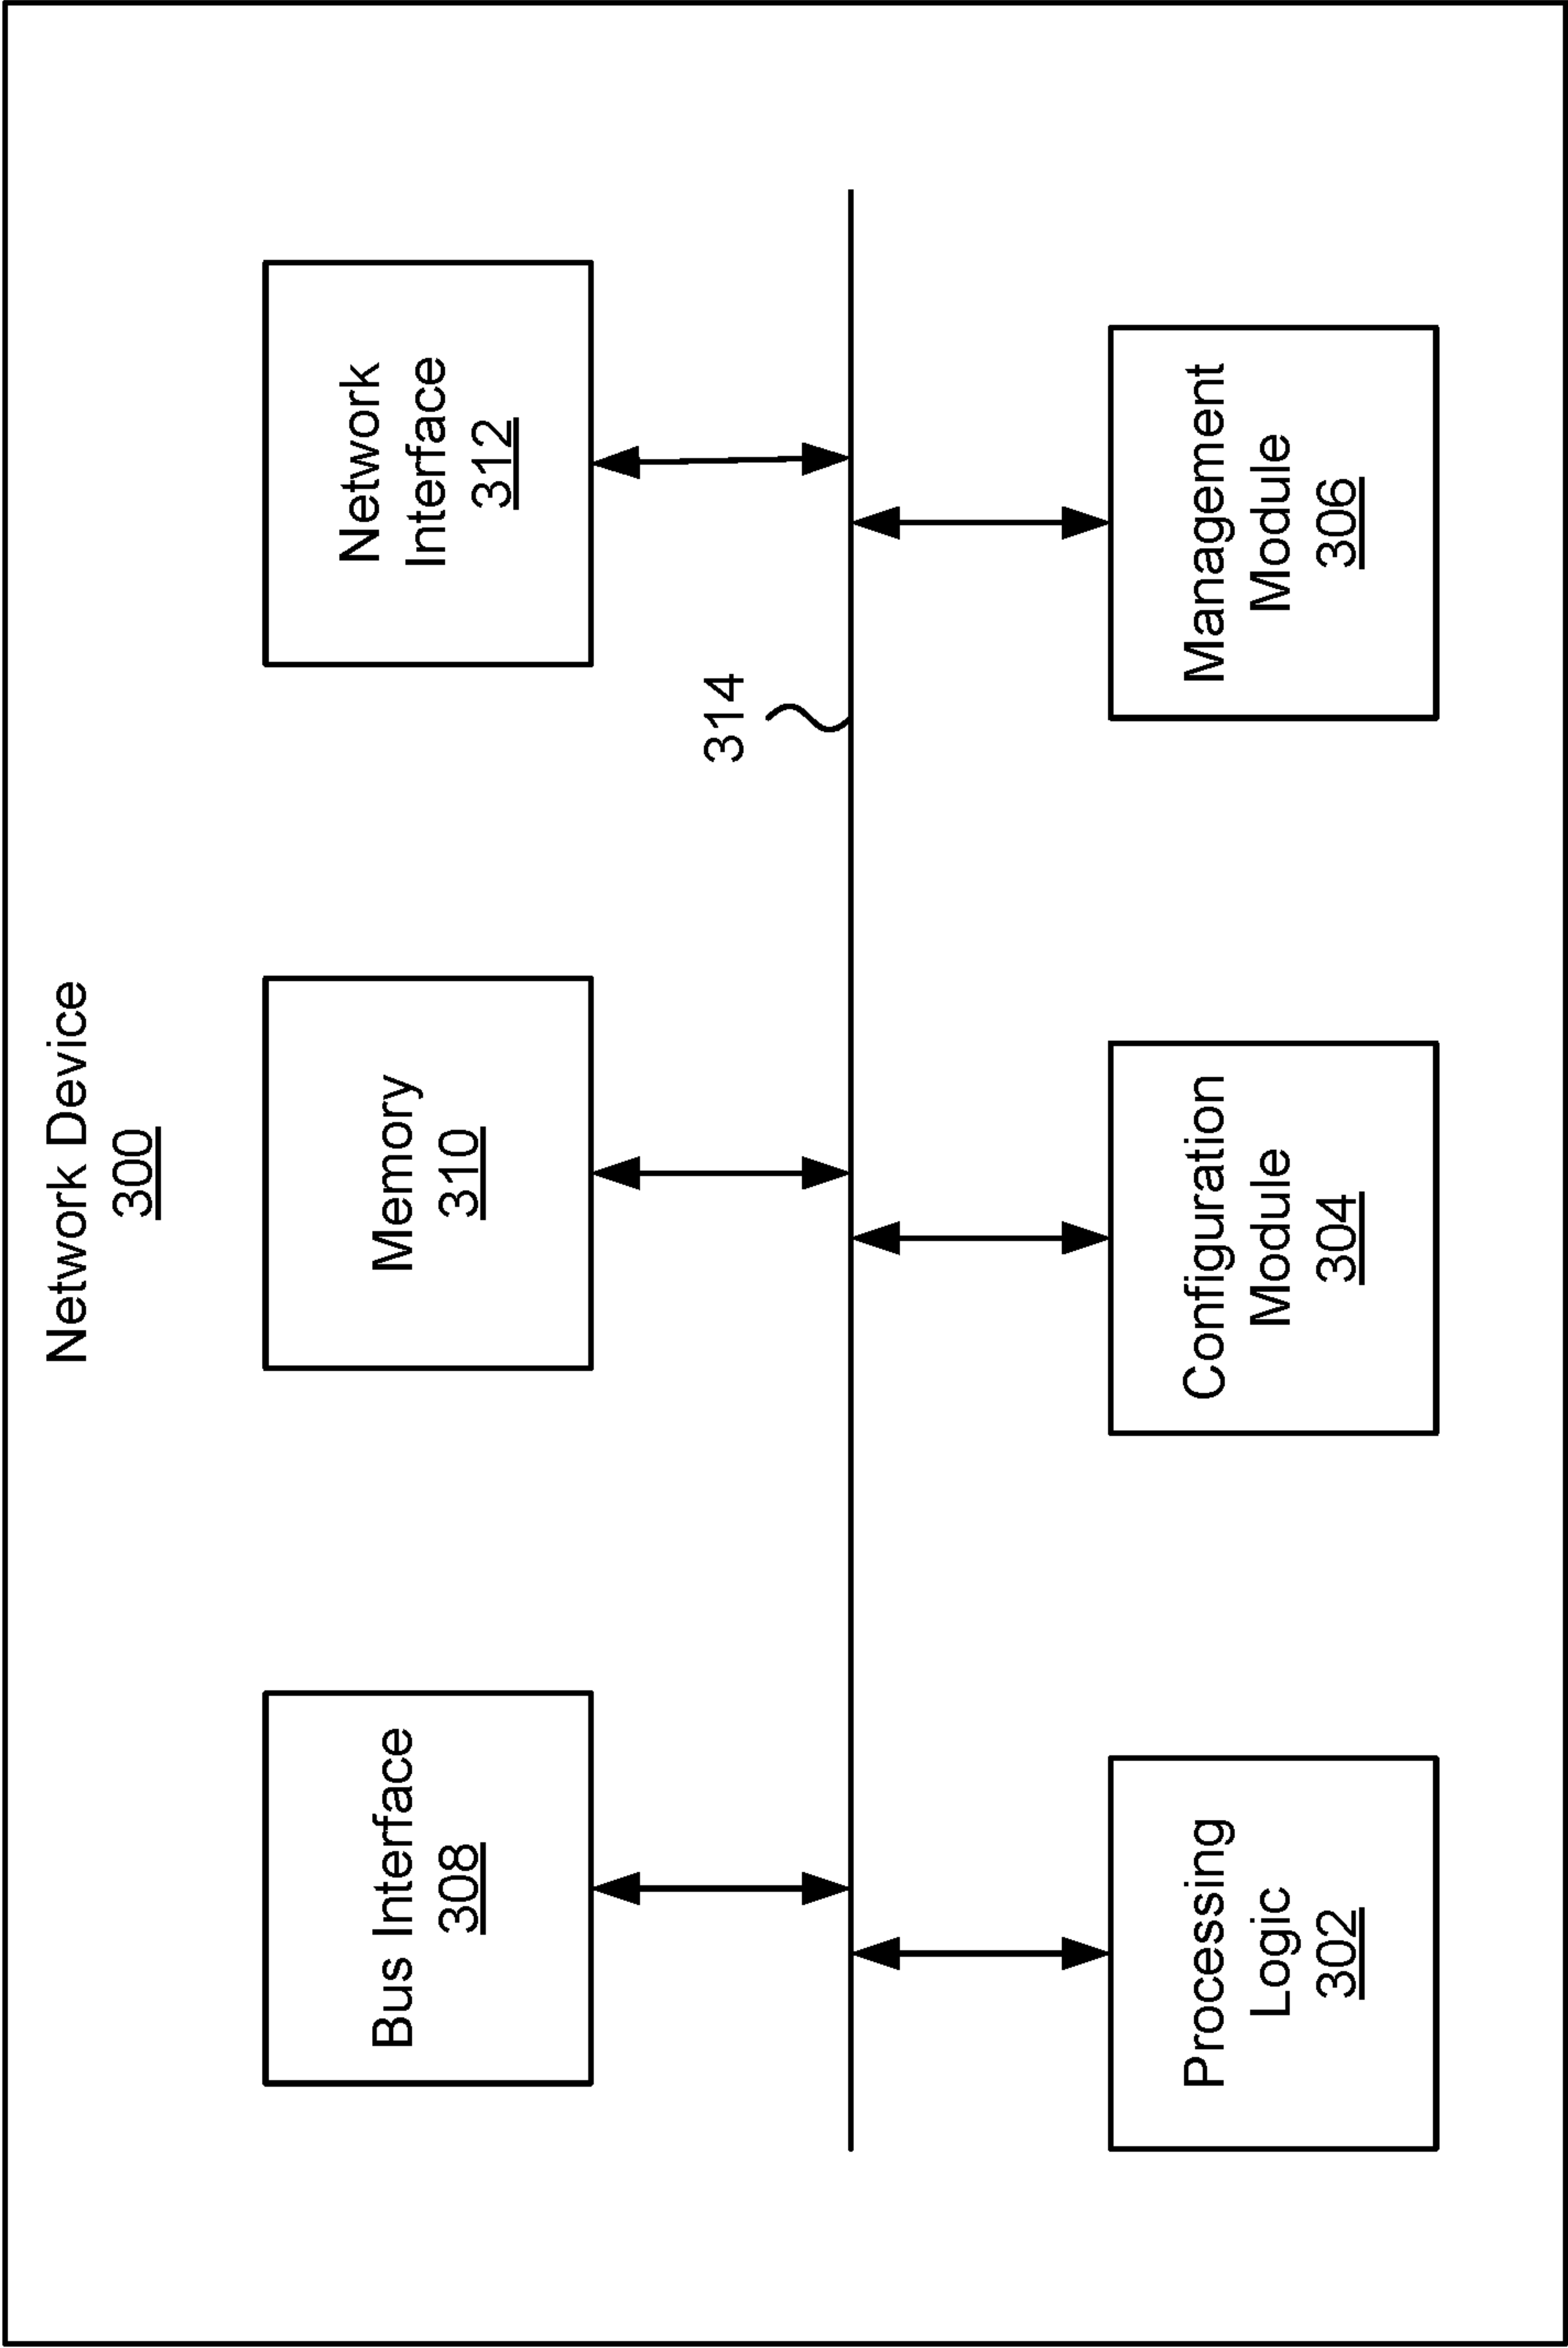 Network Device
300
Bus Interface
308
Memory
310
Network
Interface
312
314
Processing
Logic
302
Configuration
Module
304
Management
Module
306